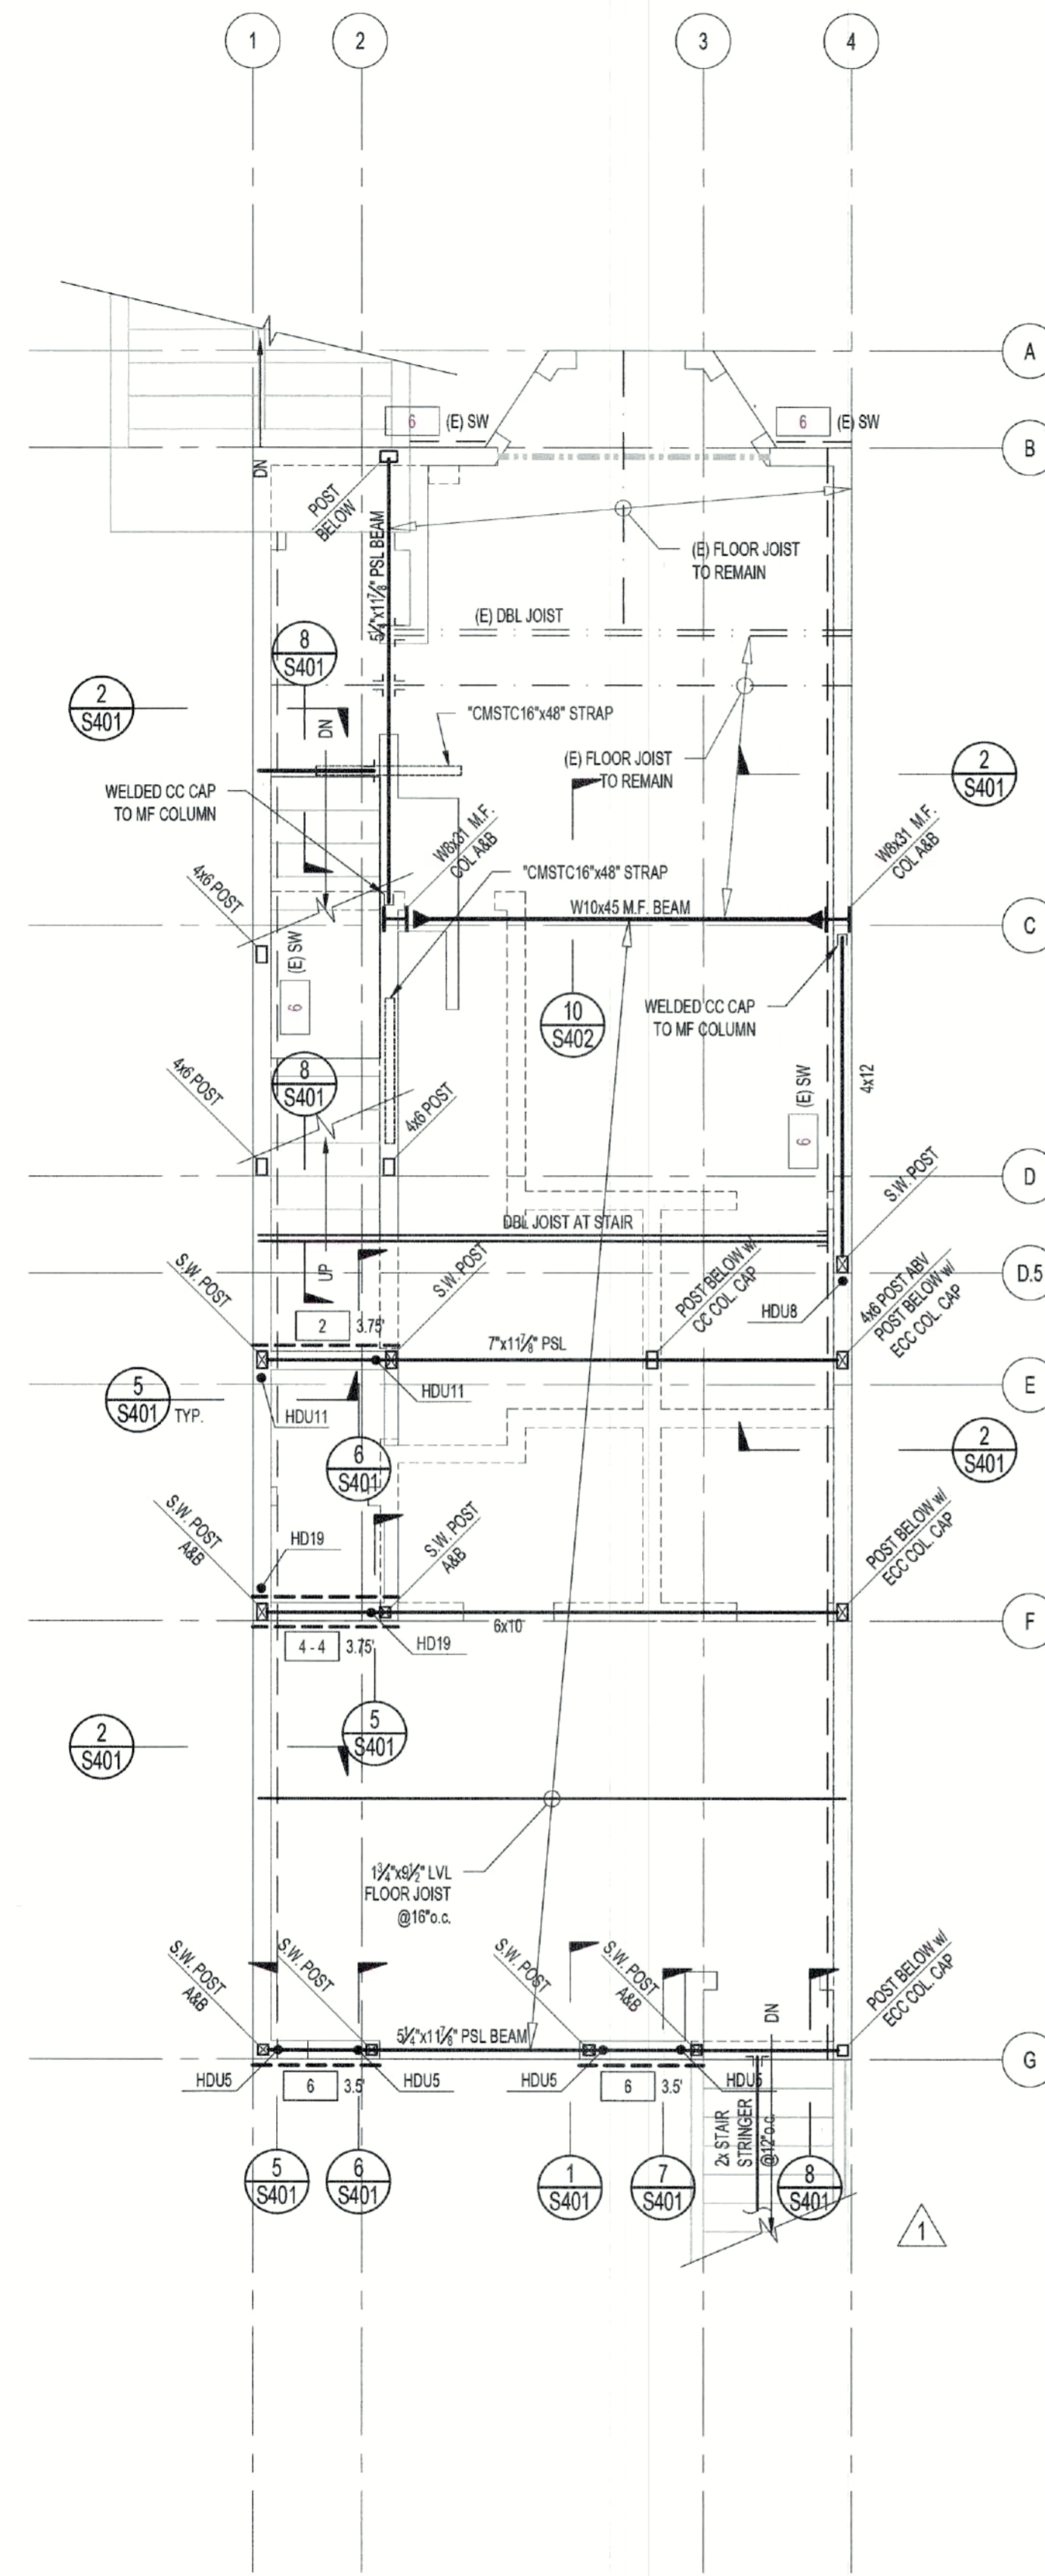 1
2
3
4
A
6
(E) SW
6
(E) SW
B
DN
POST
BELOW
5¼"x11⅞" PSL BEAM
(E) FLOOR JOIST
TO REMAIN
(E) DBL JOIST
8
S401
2
S401
DN
"CMSTC16"x48" STRAP
(E) FLOOR JOIST
TO REMAIN
2
S401
WELDED CC CAP
TO MF COLUMN
W8x31 M.F.
COL A&B
W8x31 M.F.
COL A&B
4x6 POST
"CMSTC16"x48" STRAP
W10x45 M.F. BEAM
C
(E) SW
6
10
S402
WELDED CC CAP
TO MF COLUMN
8
S401
4x6 POST
4x6 POST
(E) SW
6
4x12
D
S.W. POST
DBL JOIST AT STAIR
UP
S.W. POST
S.W. POST
POST BELOW w/
CC COL. CAP
D.5
HDU8
4x6 POST ABV
POST BELOW w/
ECC COL. CAP
2
3.75'
7"x11⅞" PSL
HDU11
E
5
S401
TYP.
HDU11
6
S401
2
S401
S.W. POST
A&B
HD19
S.W. POST
A&B
POST BELOW w/
ECC COL. CAP
6x10
F
4 - 4
3.75'
HD19
5
S401
2
S401
1¾"x9½" LVL
FLOOR JOIST
@16"o.c.
S.W. POST
A&B
S.W. POST
S.W. POST
S.W. POST
A&B
DN
POST BELOW w/
ECC COL. CAP
5¼"x11⅞" PSL BEAM
G
HDU5
6
3.5'
HDU5
HDU5
6
3.5'
HDU5
2x STAIR
STRINGER
@12"o.c.
5
S401
6
S401
1
S401
7
S401
8
S401
1